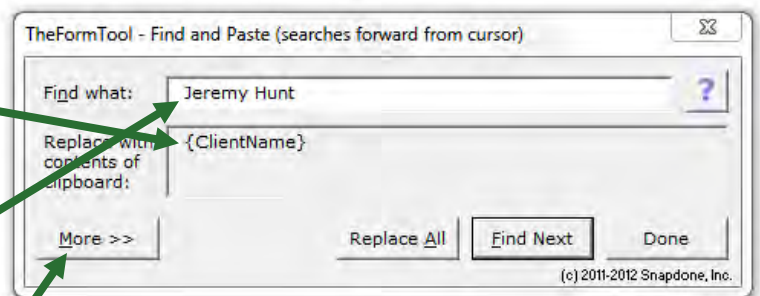 TheFormTool - Find and Paste (searches forward from cursor)
Find what:
Jeremy Hunt
?
Replace with
contents of
clipboard:
{ClientName}
More >>
Replace All
Find Next
Done
(c) 2011-2012 Snapdone, Inc.